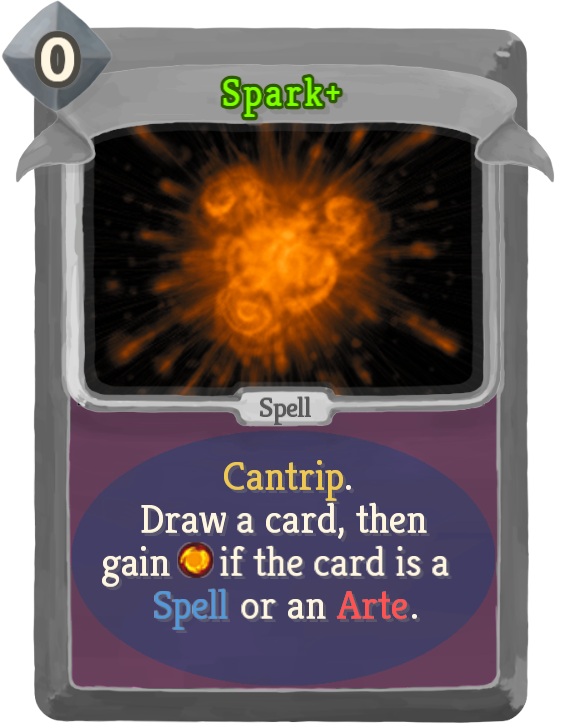 0
Spark+
Spell
Cantrip.
Draw a card, then
gain if the card is a
Spell or an Arte.